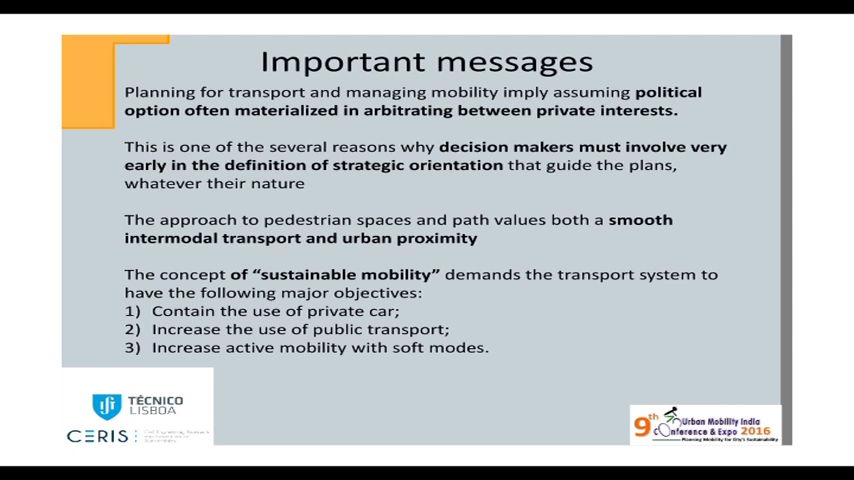 Important messages
Planning for transport and managing mobility imply assuming political
option often materialized in arbitrating between private interests.
This is one of the several reasons why decision makers must involve very
early in the definition of strategic orientation that guide the plans,
whatever their nature
The approach to pedestrian spaces and path values both a smooth
intermodal transport and urban proximity
The concept of “sustainable mobility” demands the transport system to
have the following major objectives:
1) Contain the use of private car;
2) Increase the use of public transport;
3) Increase active mobility with soft modes.
TÉCNICO
LISBOA
CERIS
9th Urban Mobility India
Conference & Expo 2016
Planning Mobility for City's Sustainability